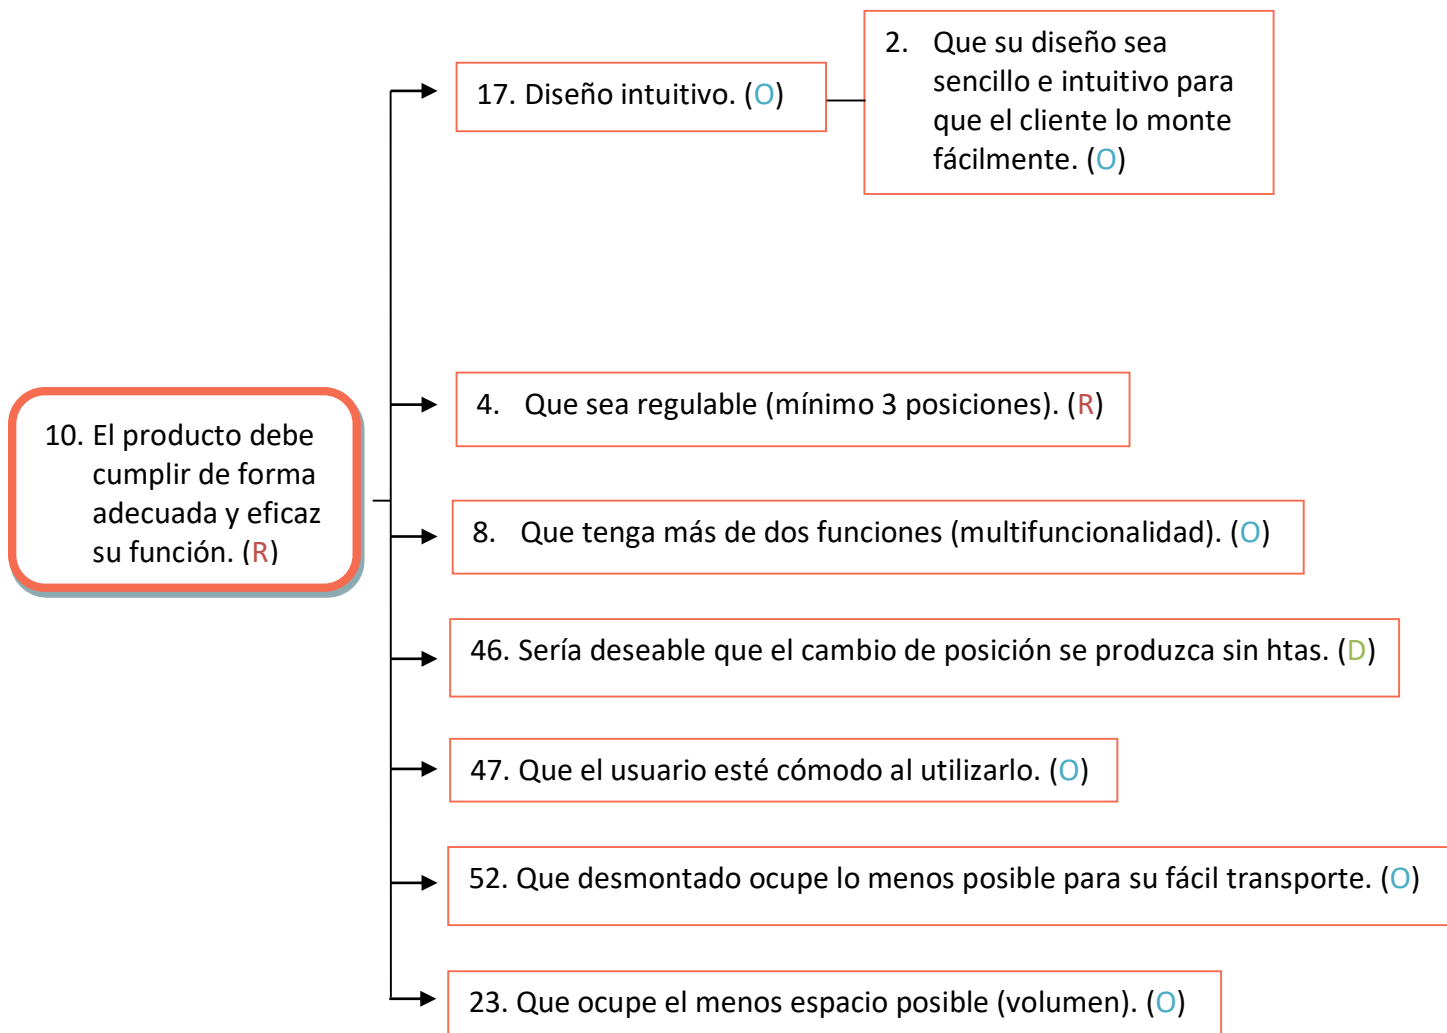 17. Diseño intuitivo. (O)
2. Que su diseño sea
sencillo e intuitivo para
que el cliente lo monte
fácilmente. (O)
10. El producto debe
cumplir de forma
adecuada y eficaz
su función. (R)
4. Que sea regulable (mínimo 3 posiciones). (R)
8. Que tenga más de dos funciones (multifuncionalidad). (O)
46. Sería deseable que el cambio de posición se produzca sin htas. (D)
47. Que el usuario esté cómodo al utilizarlo. (O)
52. Que desmontado ocupe lo menos posible para su fácil transporte. (O)
23. Que ocupe el menos espacio posible (volumen). (O)